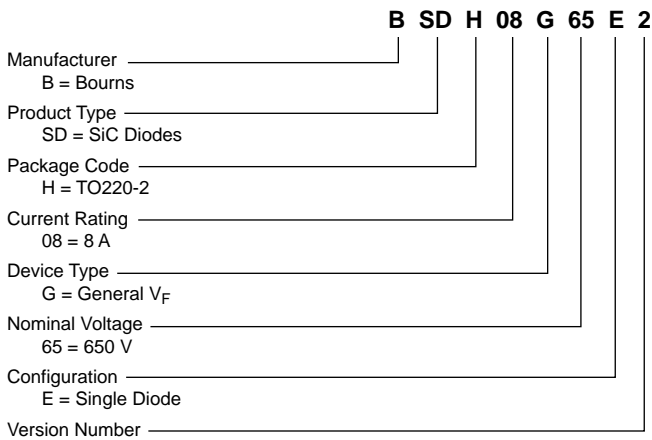 B SD H 08 G 65 E 2
Manufacturer
B = Bourns
Product Type
SD = SiC Diodes
Package Code
H = TO220-2
Current Rating
08 = 8 A
Device Type
G = General VF
Nominal Voltage
65 = 650 V
Configuration
E = Single Diode
Version Number